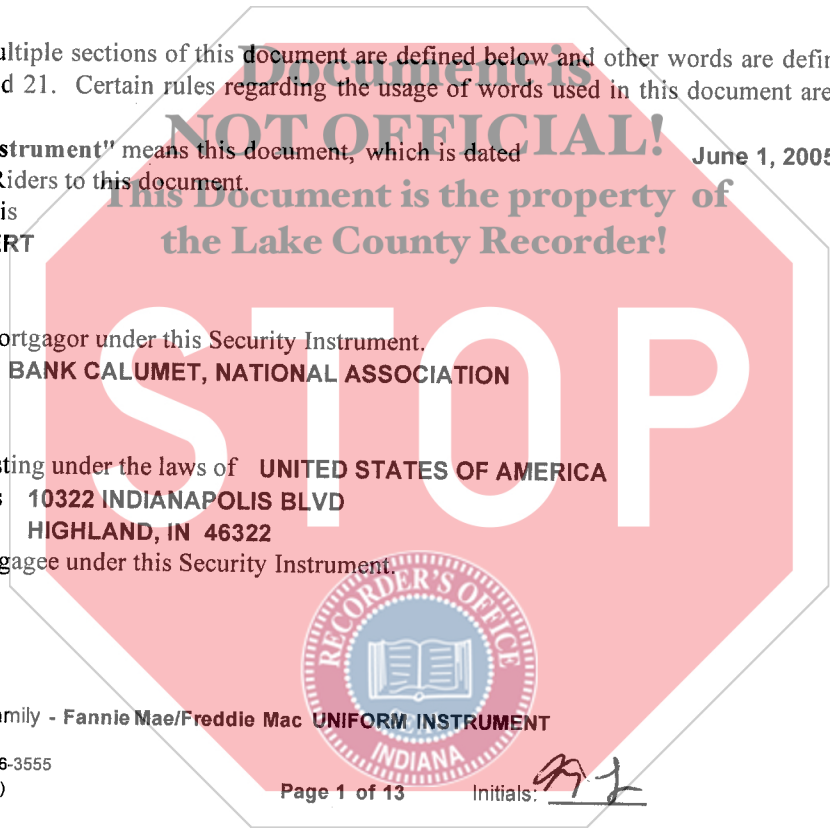 ultiple sections of this document are defined below and other words are defin
d 21. Certain rules regarding the usage of words used in this document are
strument" means this document, which is dated June 1, 2005
Riders to this document.
is
ERT
ortgagor under this Security Instrument.
BANK CALUMET, NATIONAL ASSOCIATION
sting under the laws of UNITED STATES OF AMERICA
s 10322 INDIANAPOLIS BLVD
HIGHLAND, IN 46322
gagee under this Security Instrument.
amily - Fannie Mae/Freddie Mac UNIFORM INSTRUMENT
6-3555
) Page 1 of 13 Initials:
Document is
NOT OFFICIAL!
This Document is the property of
the Lake County Recorder!
STOP
RECORDER'S OFFICE
INDIANA